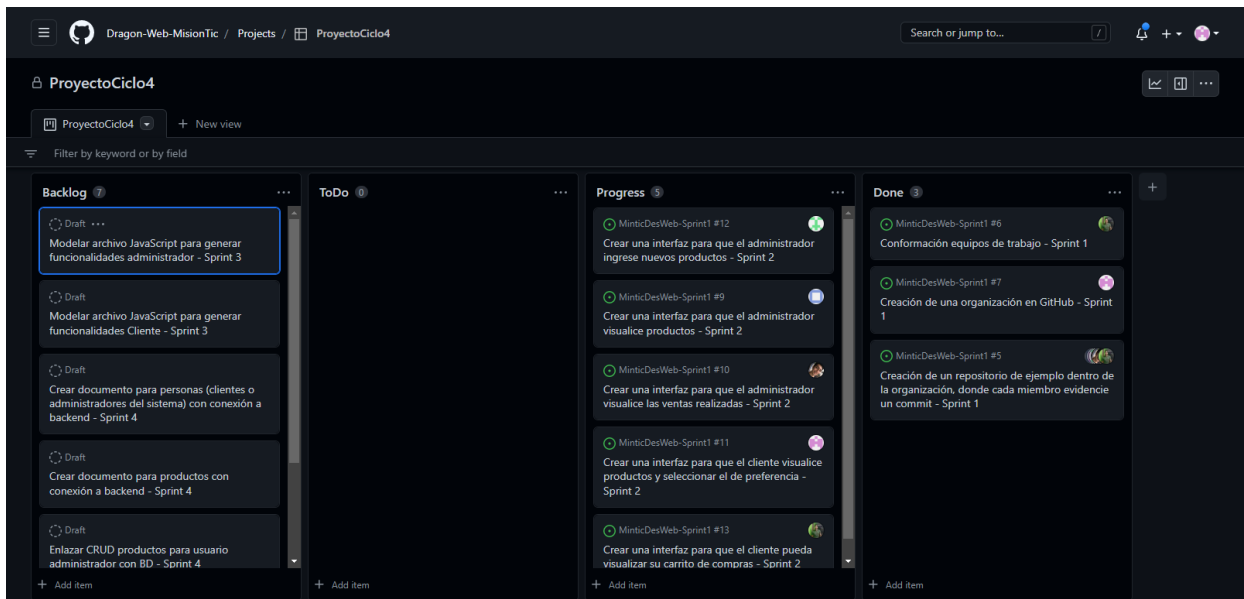 Dragon-Web-MisionTic / Projects / ProyectoCiclo4
Search or jump to... /
ProyectoCiclo4
ProyectoCiclo4
+ New view
Filter by keyword or by field
Backlog 7
Draft
Modelar archivo JavaScript para generar
funcionalidades administrador - Sprint 3
Draft
Modelar archivo JavaScript para generar
funcionalidades Cliente - Sprint 3
Draft
Crear documento para personas (clientes o
administradores del sistema) con conexión a
backend - Sprint 4
Draft
Crear documento para productos con
conexión a backend - Sprint 4
Draft
Enlazar CRUD productos para usuario
administrador con BD - Sprint 4
+ Add item
ToDo 0
+ Add item
Progress 5
MinticDesWeb-Sprint1 #12
Crear una interfaz para que el administrador
ingrese nuevos productos - Sprint 2
MinticDesWeb-Sprint1 #9
Crear una interfaz para que el administrador
visualice productos - Sprint 2
MinticDesWeb-Sprint1 #10
Crear una interfaz para que el administrador
visualice las ventas realizadas - Sprint 2
MinticDesWeb-Sprint1 #11
Crear una interfaz para que el cliente visualice
productos y seleccionar el de preferencia -
Sprint 2
MinticDesWeb-Sprint1 #13
Crear una interfaz para que el cliente pueda
visualizar su carrito de compras - Sprint 2
+ Add item
Done 3
MinticDesWeb-Sprint1 #6
Conformación equipos de trabajo - Sprint 1
MinticDesWeb-Sprint1 #7
Creación de una organización en GitHub - Sprint
1
MinticDesWeb-Sprint1 #5
Creación de un repositorio de ejemplo dentro de
la organización, donde cada miembro evidencie
un commit - Sprint 1
+ Add item